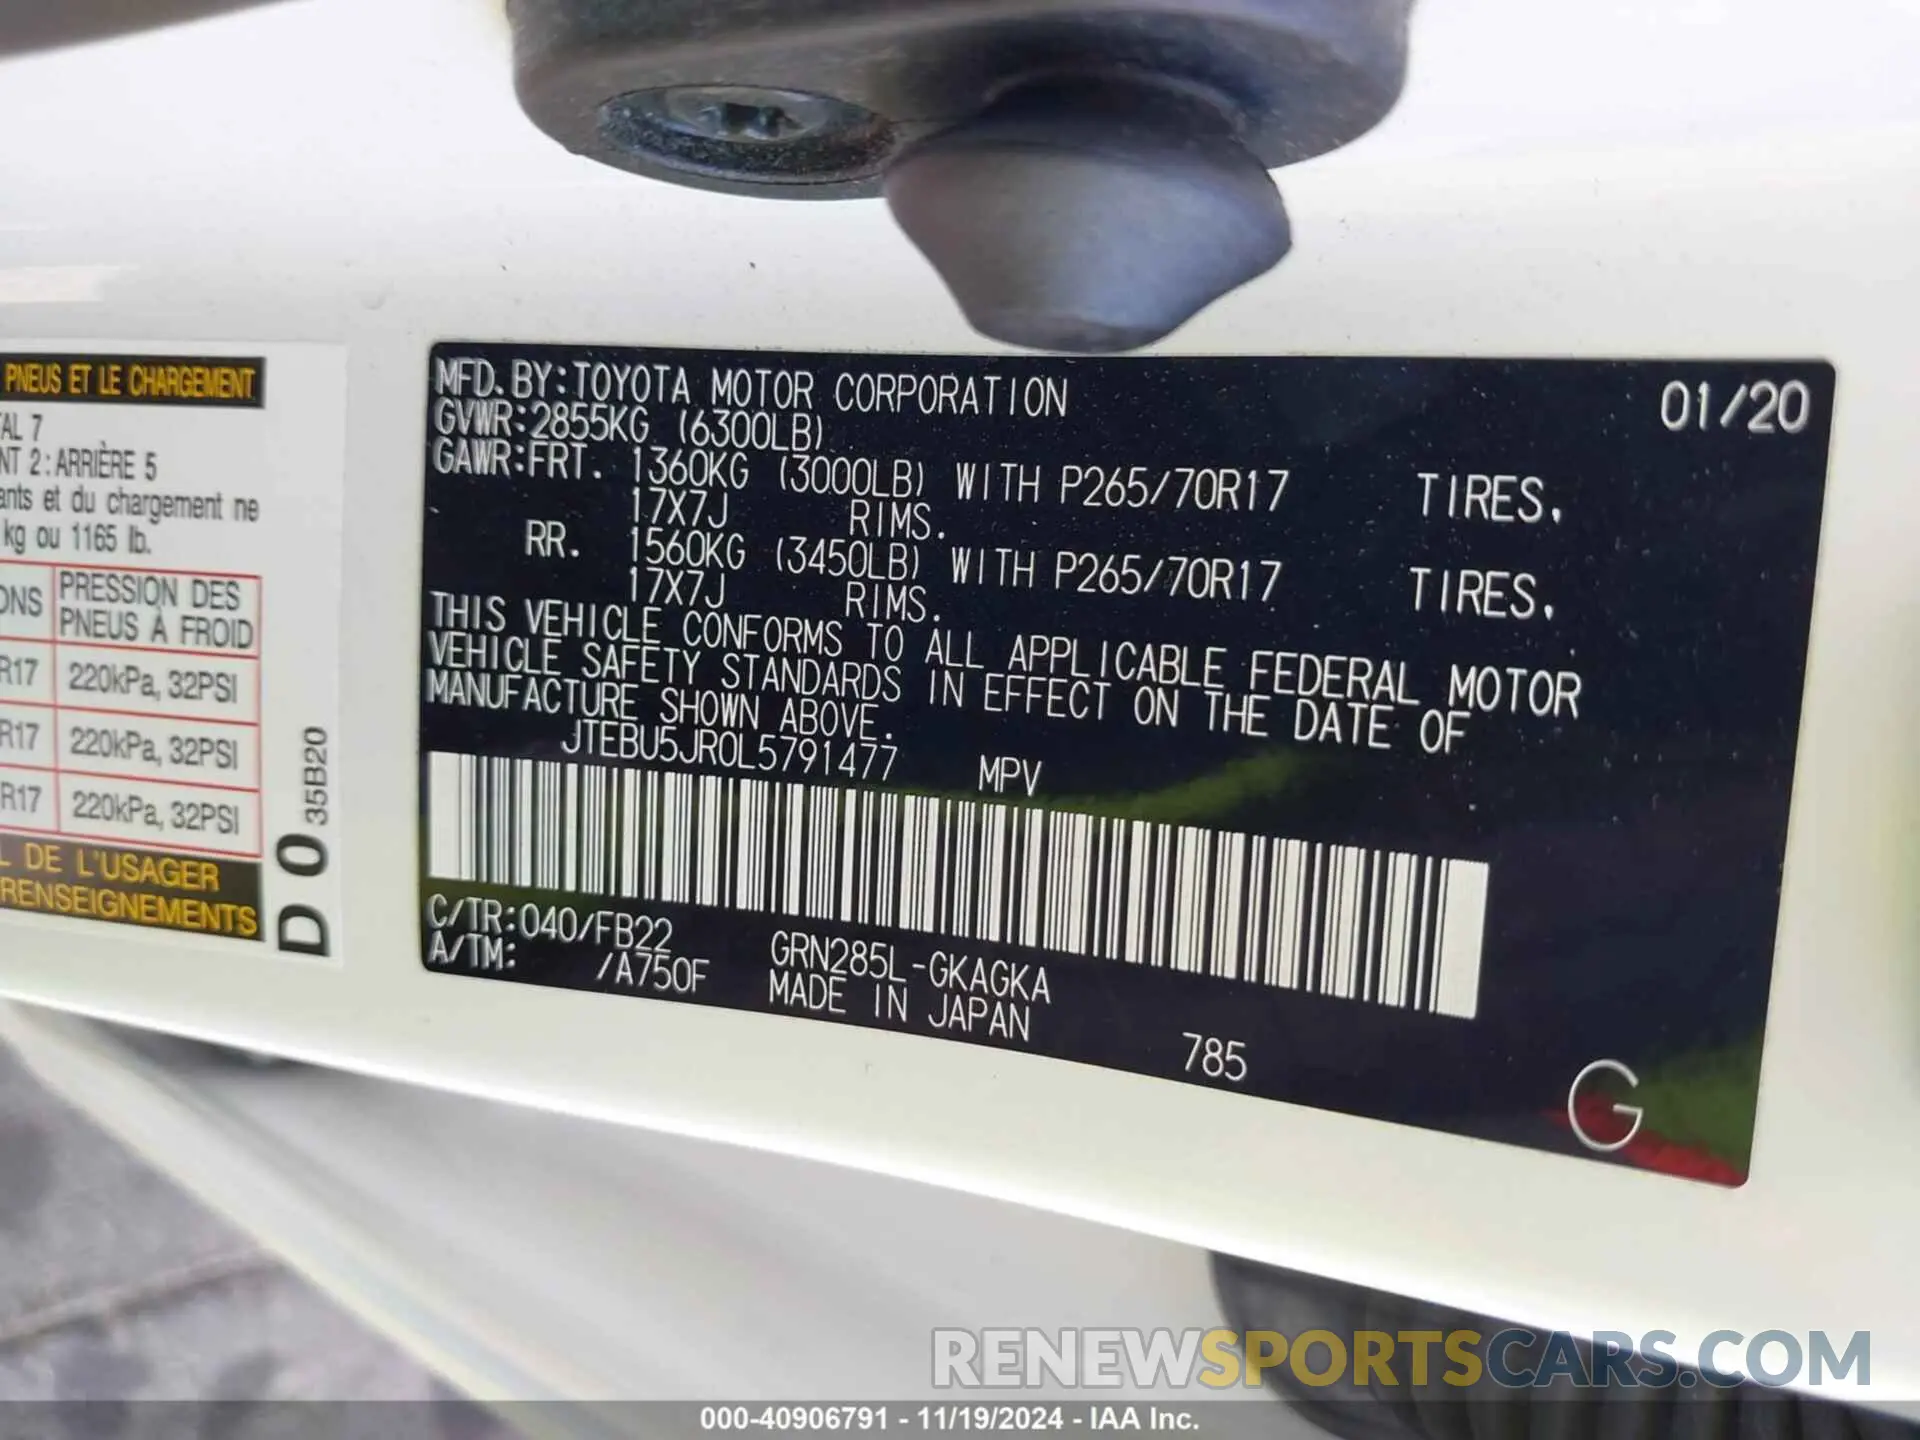 PNEUS ET LE CHARGEMENT
AL 7
NT 2:ARRIÈRE 5
ants et du chargement ne
kg ou 1165 lb.
ONS PRESSION DES
PNEUS À FROID
R17 220kPa, 32PSI
R17 220kPa, 32PSI
R17 220kPa, 32PSI
L DE L'USAGER
RENSEIGNEMENTS
D 0 35B20
MFD.BY:TOYOTA MOTOR CORPORATION 01/20
GVWR:2855KG (6300LB)
GAWR:FRT. 1360KG (3000LB) WITH P265/70R17 TIRES,
17X7J RIMS.
RR. 1560KG (3450LB) WITH P265/70R17 TIRES,
17X7J RIMS.
THIS VEHICLE CONFORMS TO ALL APPLICABLE FEDERAL MOTOR
VEHICLE SAFETY STANDARDS IN EFFECT ON THE DATE OF
MANUFACTURE SHOWN ABOVE.
JTEBU5JR0L5791477 MPV
C/TR:040/FB22 GRN285L-GKAGKA
A/TM: /A750F MADE IN JAPAN
785
G
RENEWSPORTSCARS.COM
000-40906791 - 11/19/2024 - IAA Inc.